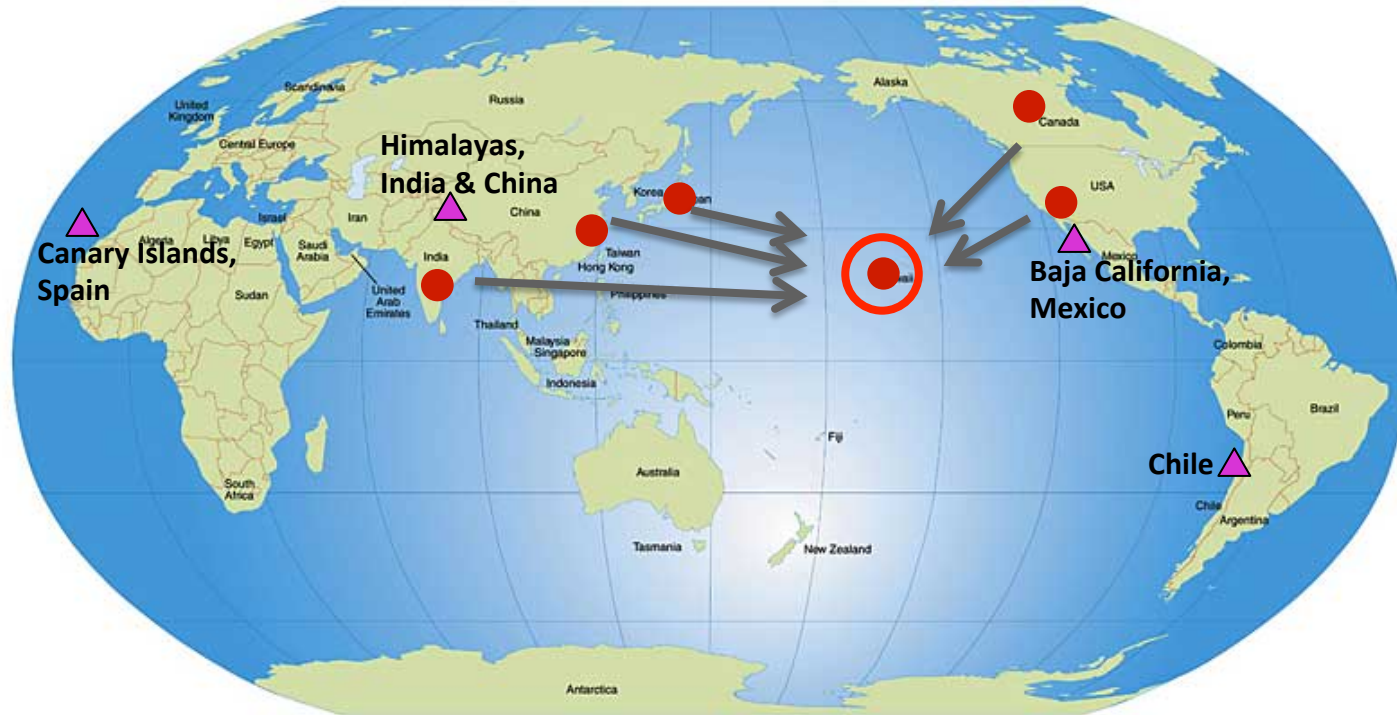 Alaska
Scandinavia
Russia
United
Kingdom
Canada
Central Europe
Himalayas,
India & China
Korea
USA
China
Israel
Iran
Algeria
Libya
Egypt
Saudi
Arabia
Canary Islands,
Spain
Taiwan
Hong Kong
India
Mexico
Baja California,
Mexico
Sudan
United
Arab
Emirates
Philippines
Thailand
Malaysia
Singapore
Indonesia
Colombia
Peru
Brazil
Fiji
Chile
Australia
South
Africa
Chile
Argentina
Tasmania
New Zealand
Antarctica